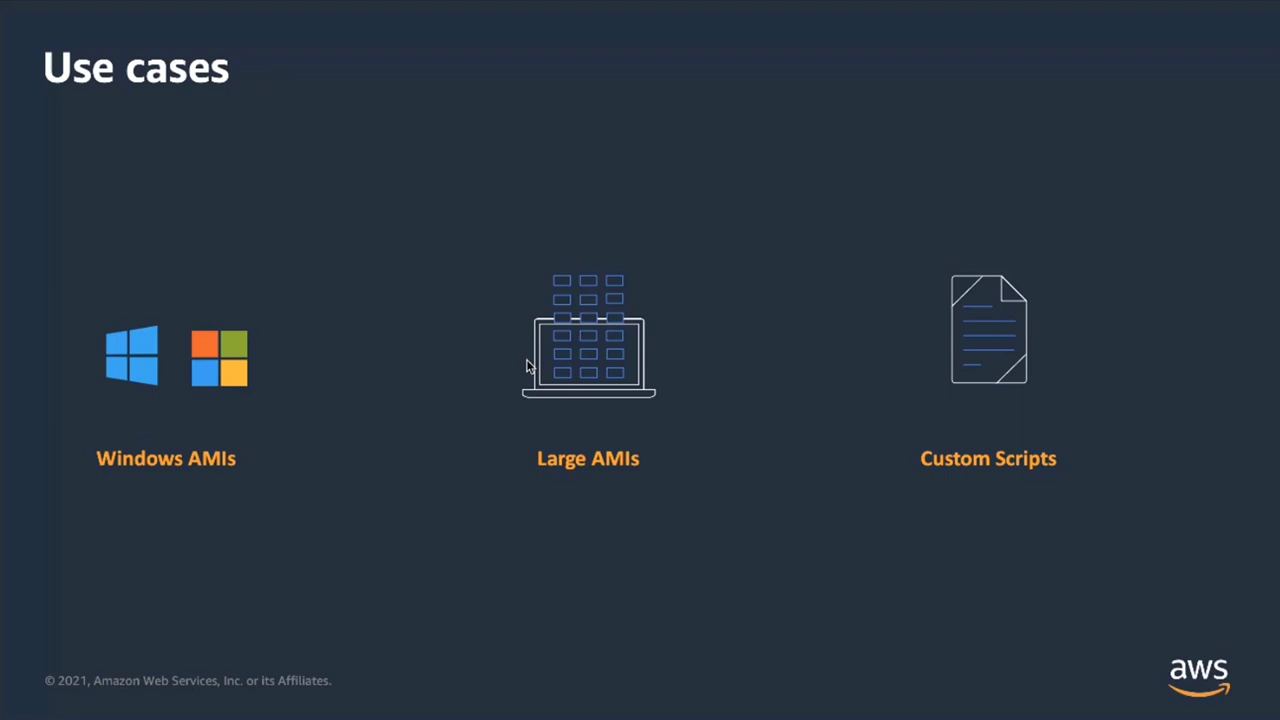 Use cases
Windows AMIs
Large AMIs
Custom Scripts
© 2021, Amazon Web Services, Inc. or its Affiliates.
aws